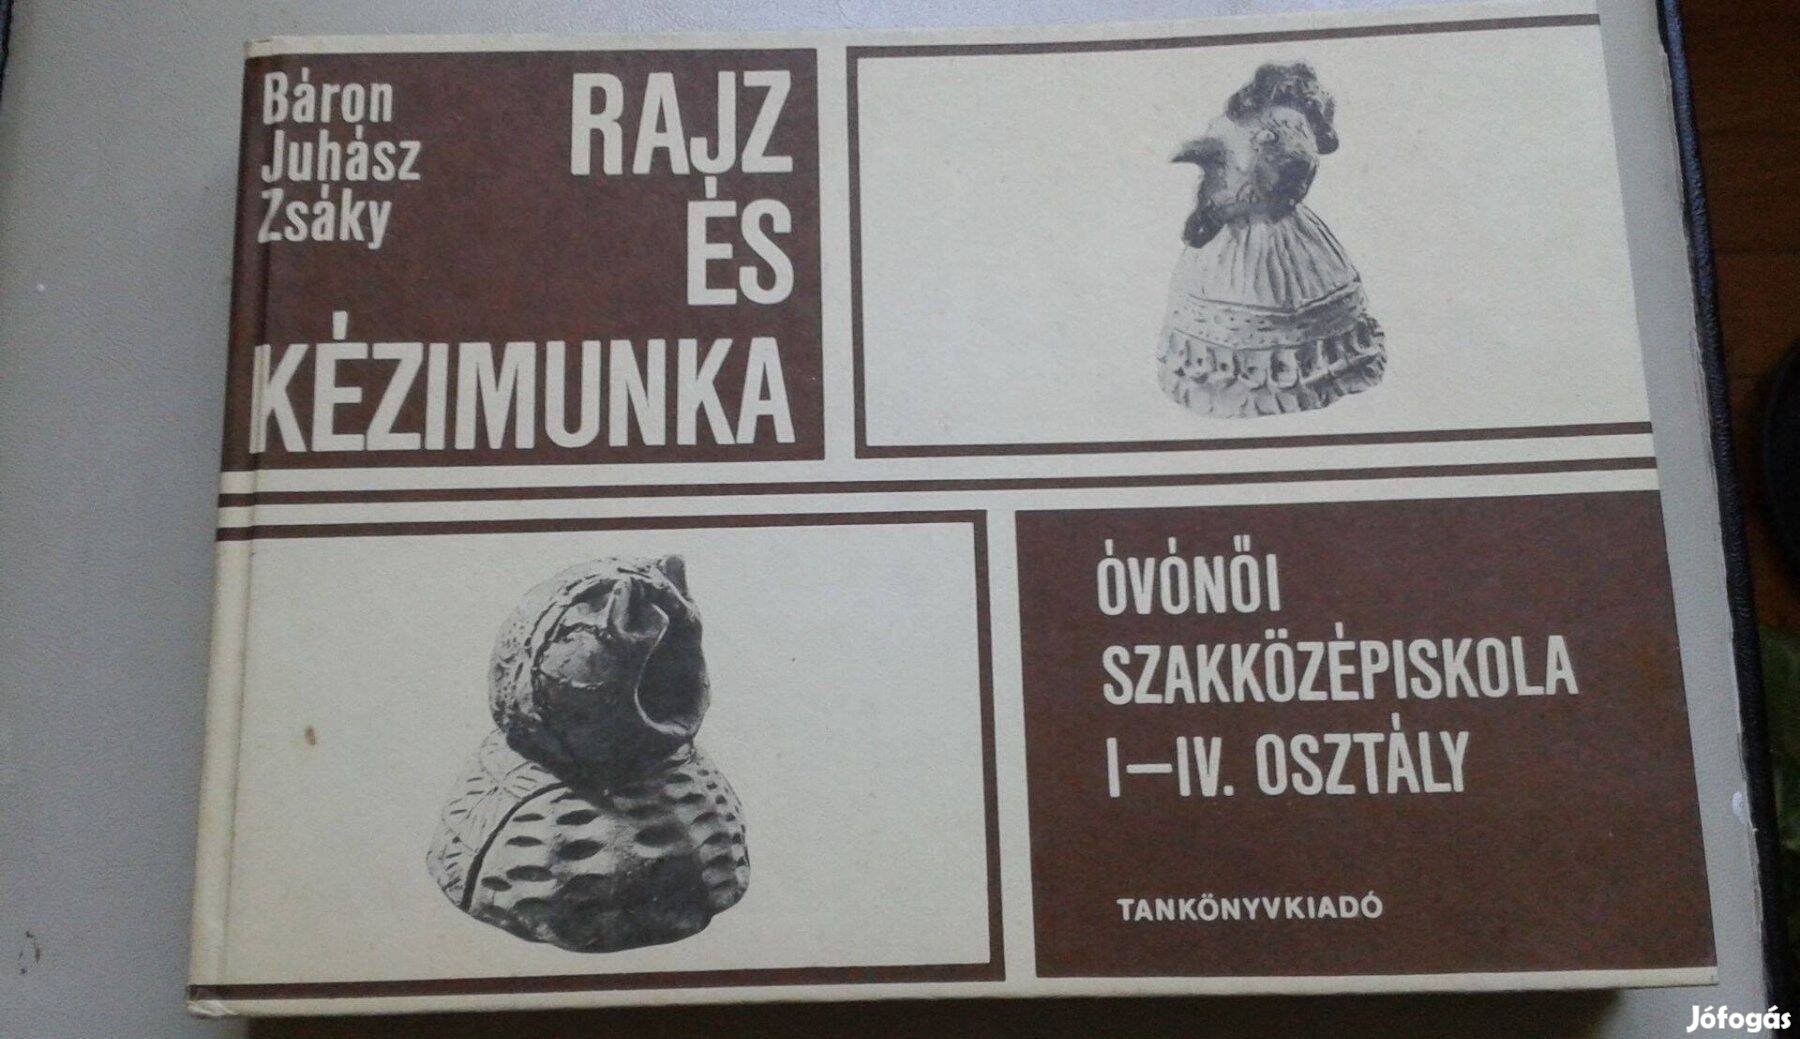 Báron
Juhász
Zsáky
RAJZ
ÉS
KÉZIMUNKA
ÓVÓNŐI
SZAKKÖZÉPISKOLA
I–IV. OSZTÁLY
TANKÖNYVKIADÓ
Jófogás